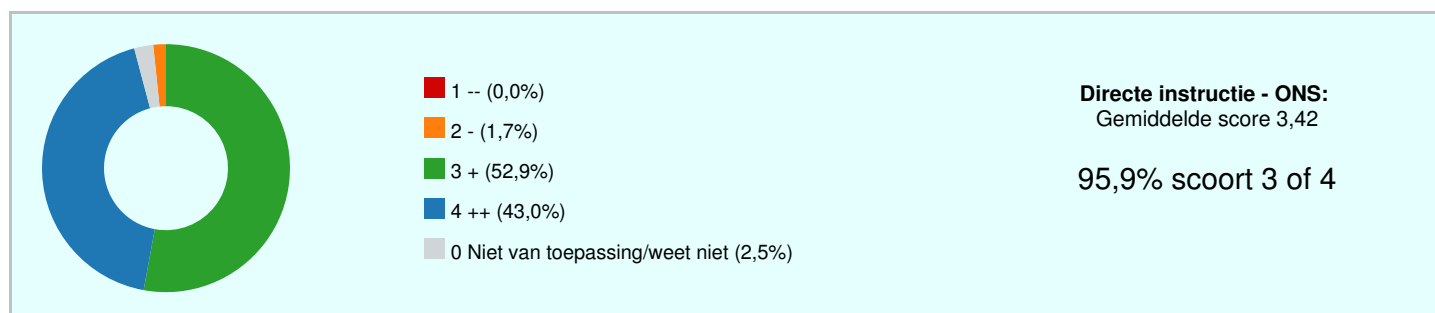 1 -- (0,0%)
2 - (1,7%)
3 + (52,9%)
4 ++ (43,0%)
0 Niet van toepassing/weet niet (2,5%)
Directe instructie - ONS:
Gemiddelde score 3,42
95,9% scoort 3 of 4